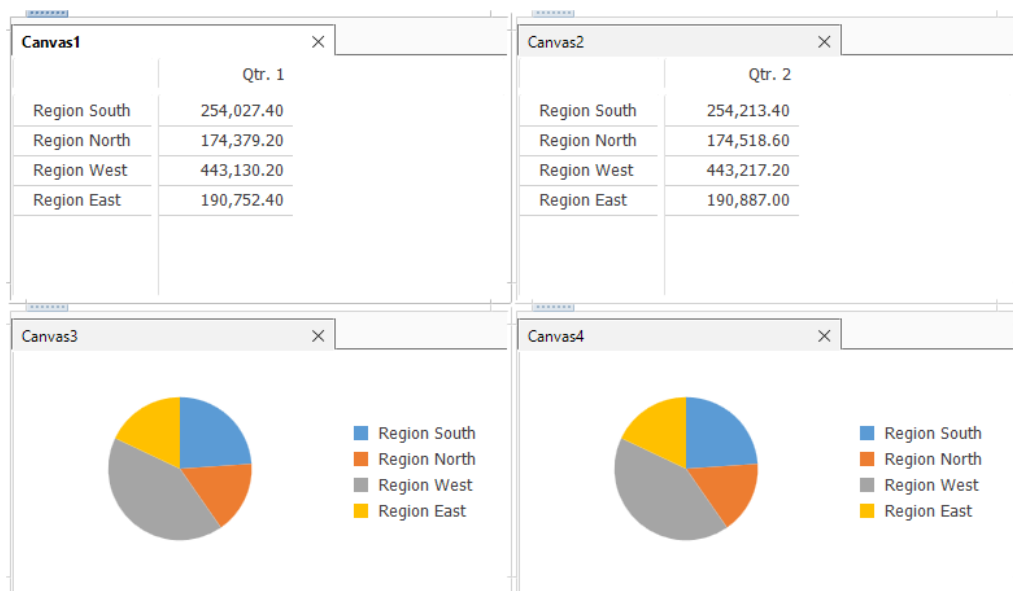 Canvas1
Qtr. 1
Region South 254,027.40
Region North 174,379.20
Region West 443,130.20
Region East 190,752.40
Canvas2
Qtr. 2
Region South 254,213.40
Region North 174,518.60
Region West 443,217.20
Region East 190,887.00
Canvas3
Region South
Region North
Region West
Region East
Canvas4
Region South
Region North
Region West
Region East